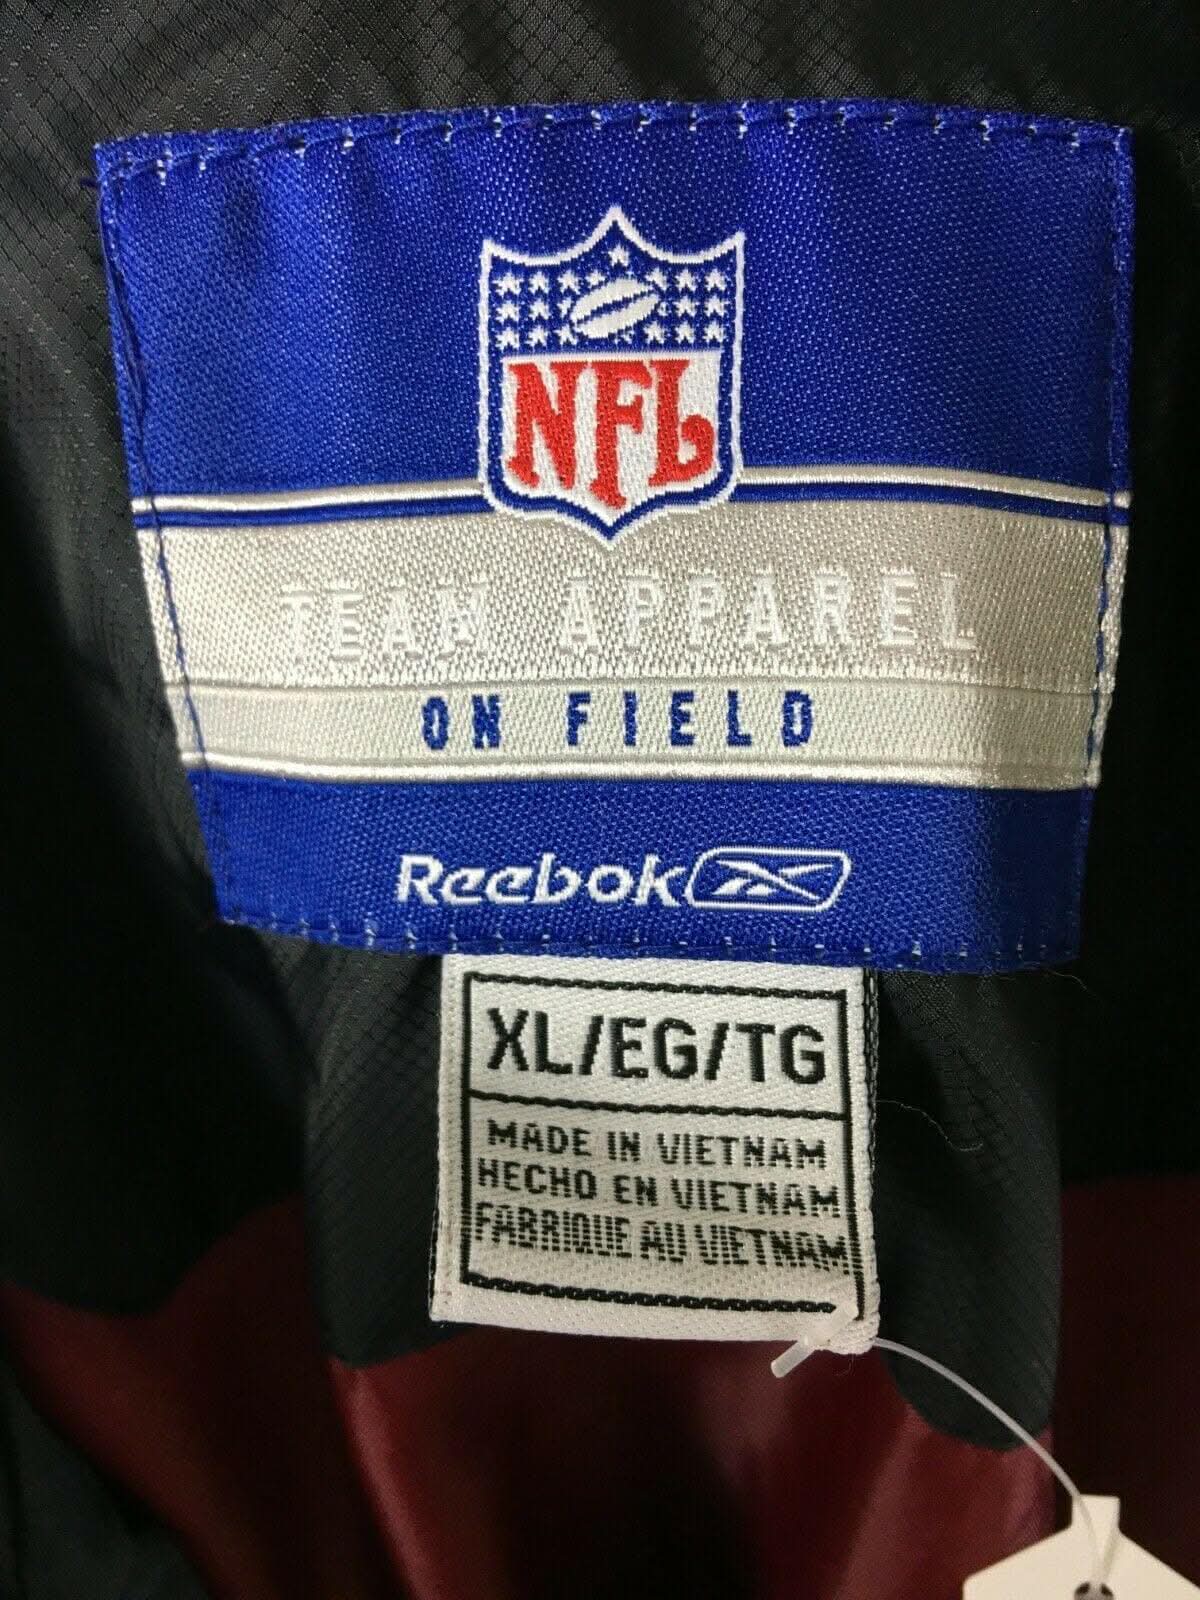 NFL
TEAM APPAREL
ON FIELD
Reebok
XL/EG/TG
MADE IN VIETNAM
HECHO EN VIETNAM
FABRIQUE AU VIETNAM